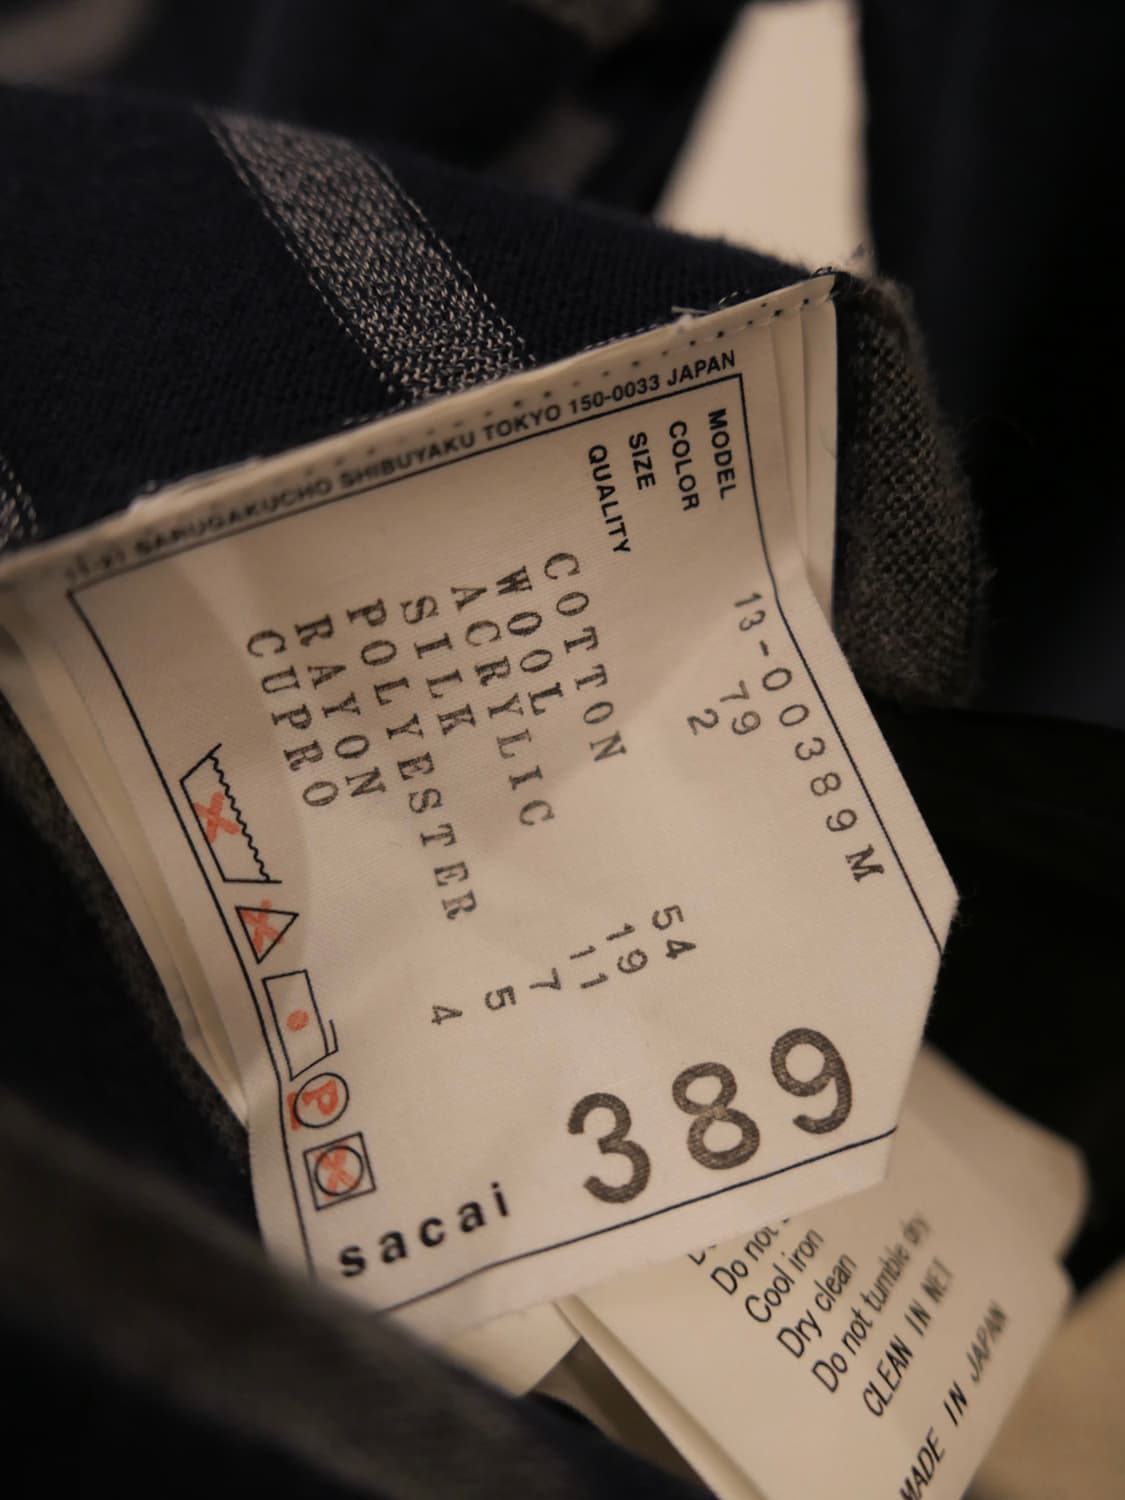 SARUGAKUCHO SHIBUYAKU TOKYO 150-0033 JAPAN
MODEL 13-00389M
COLOR 79
SIZE 2
QUALITY
COTTON 54
WOOL 19
ACRYLIC 11
SILK 7
POLYESTER 5
RAYON 4
CUPRO
P
389
sacai
Do not
Cool iron
Dry clean
Do not tumble dry
CLEAN IN NET
MADE IN JAPAN